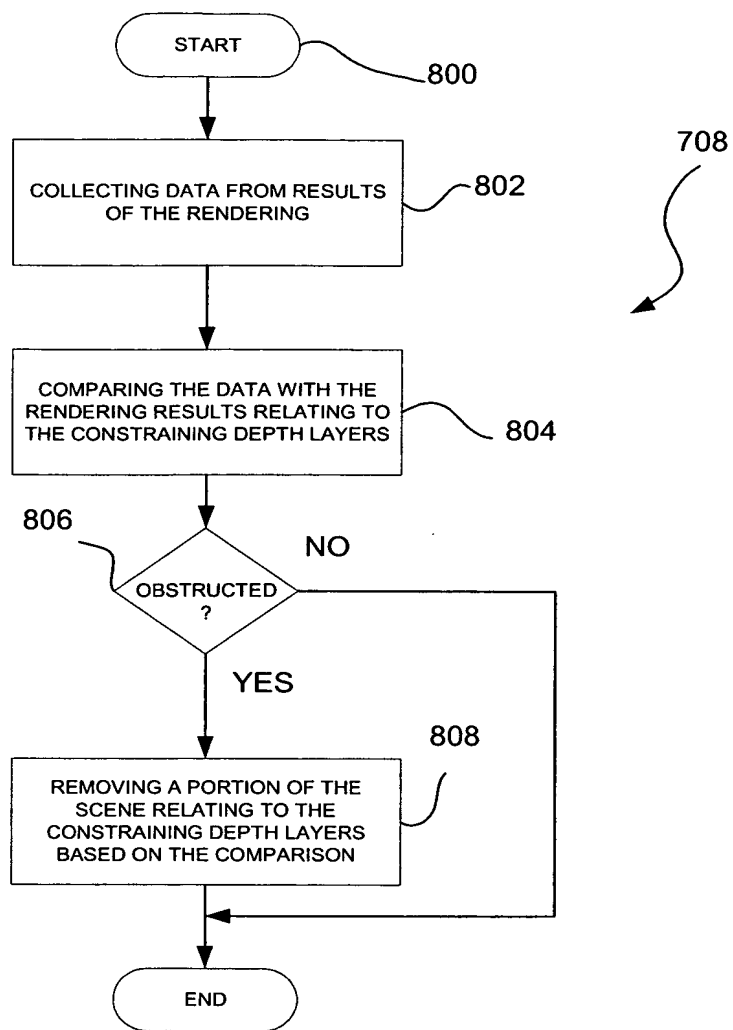 START
800
COLLECTING DATA FROM RESULTS
OF THE RENDERING
802
708
COMPARING THE DATA WITH THE
RENDERING RESULTS RELATING TO
THE CONSTRAINING DEPTH LAYERS
804
806
NO
OBSTRUCTED
?
YES
808
REMOVING A PORTION OF THE
SCENE RELATING TO THE
CONSTRAINING DEPTH LAYERS
BASED ON THE COMPARISON
END